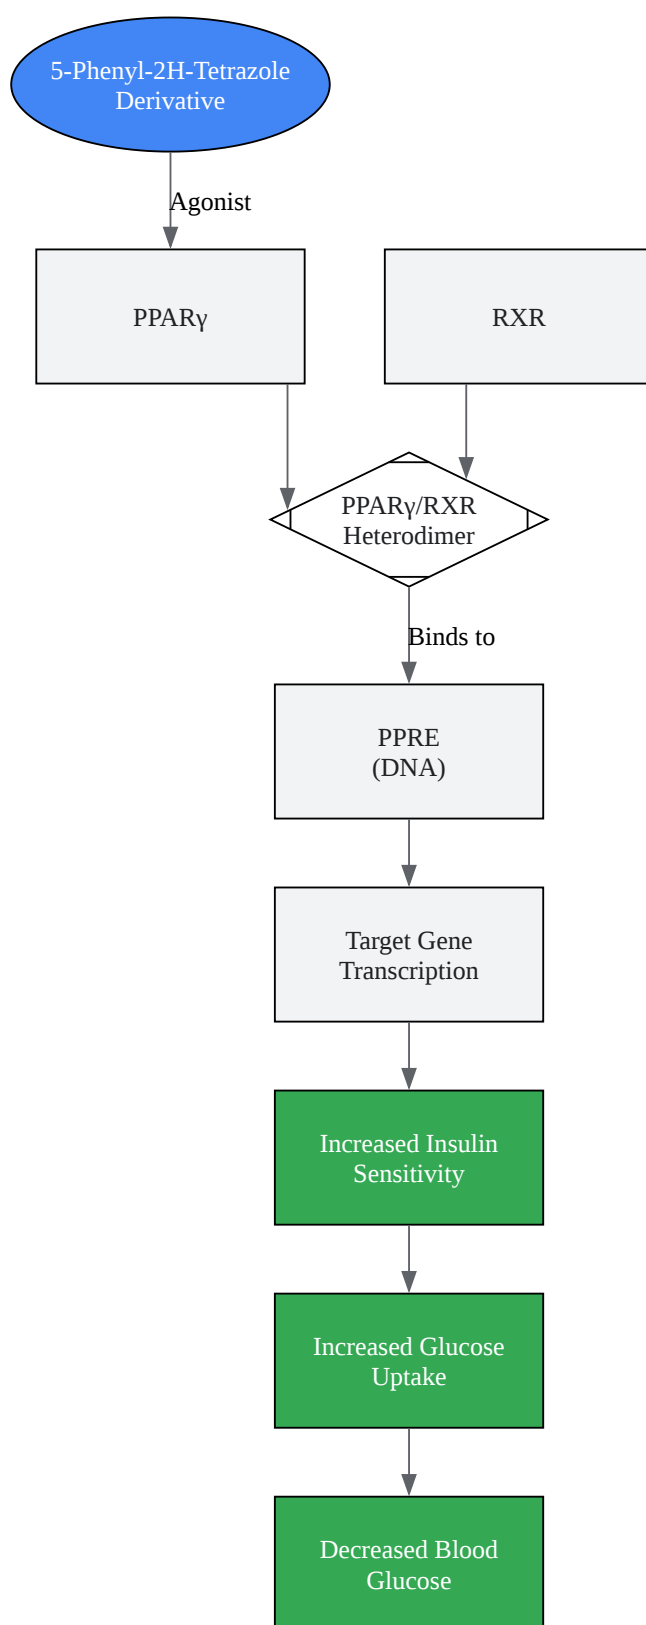 5-Phenyl-2H-Tetrazole
Derivative
Agonist
PPARγ
RXR
PPARγ/RXR
Heterodimer
Binds to
PPRE
(DNA)
Target Gene
Transcription
Increased Insulin
Sensitivity
Increased Glucose
Uptake
Decreased Blood
Glucose